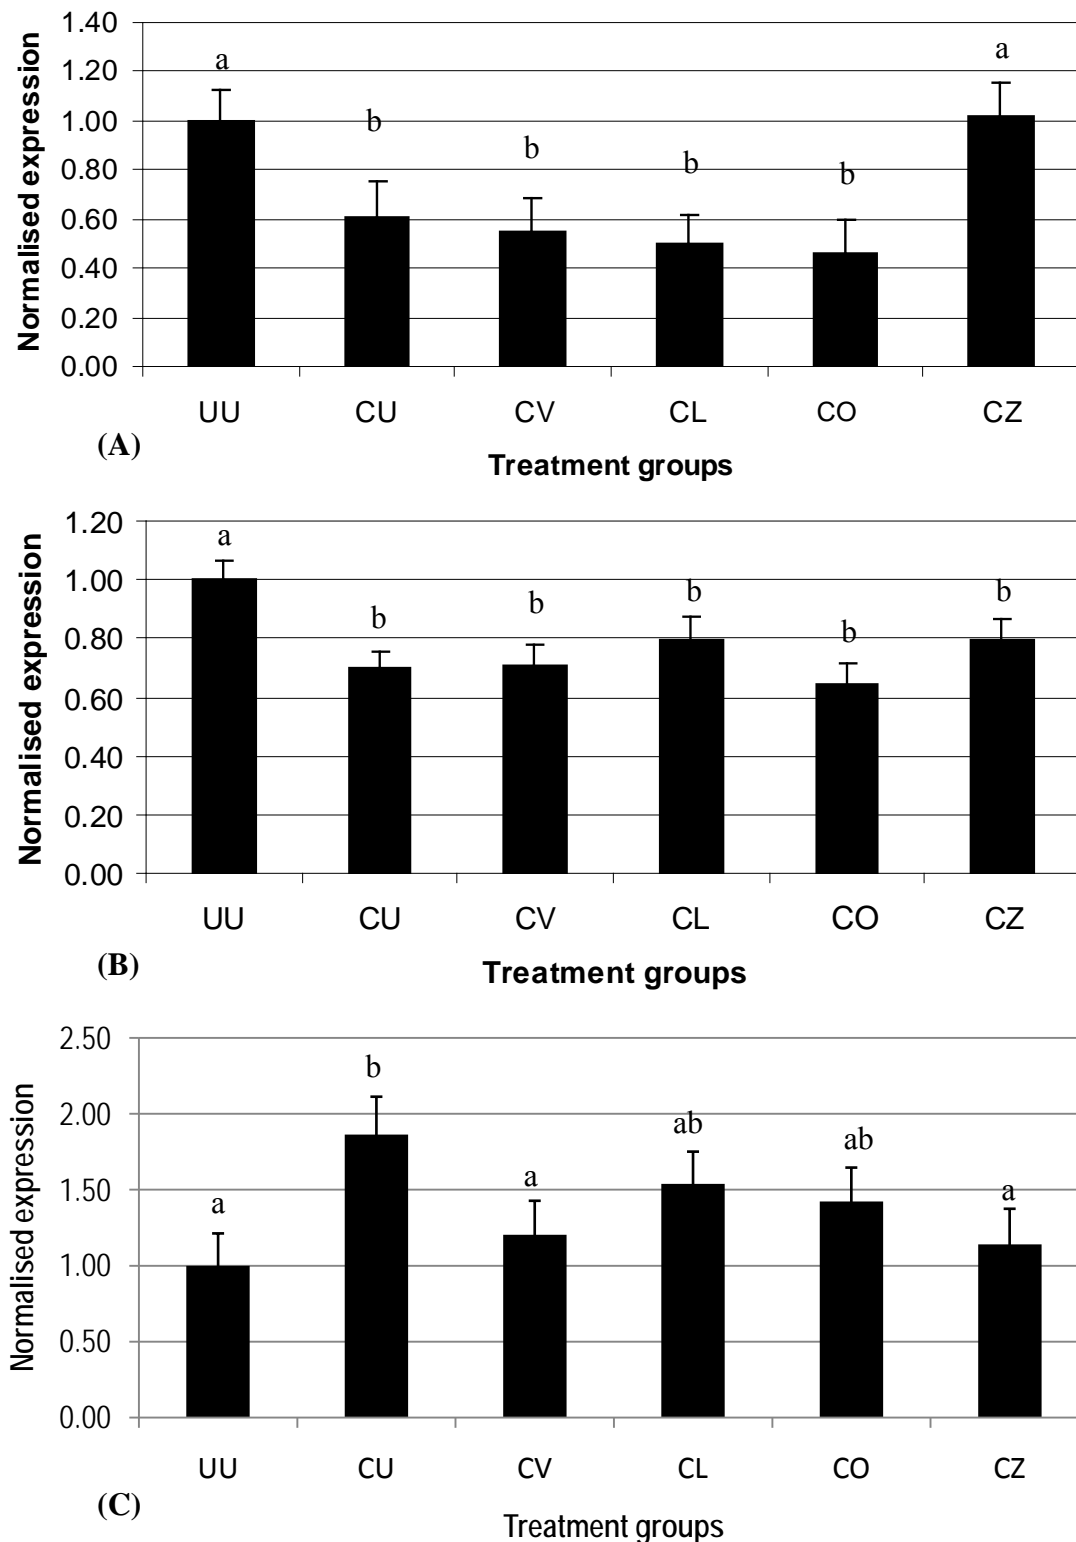 Normalised expression
1.40
1.20
1.00
0.80
0.60
0.40
0.20
0.00
a
b
b
b
b
a
UU CU CV CL CO CZ
(A)
Treatment groups
Normalised expression
1.20
1.00
0.80
0.60
0.40
0.20
0.00
a
b
b
b
b
b
UU CU CV CL CO CZ
(B)
Treatment groups
Normalised expression
2.50
2.00
1.50
1.00
0.50
0.00
a
b
a
ab
ab
a
UU CU CV CL CO CZ
(C)
Treatment groups